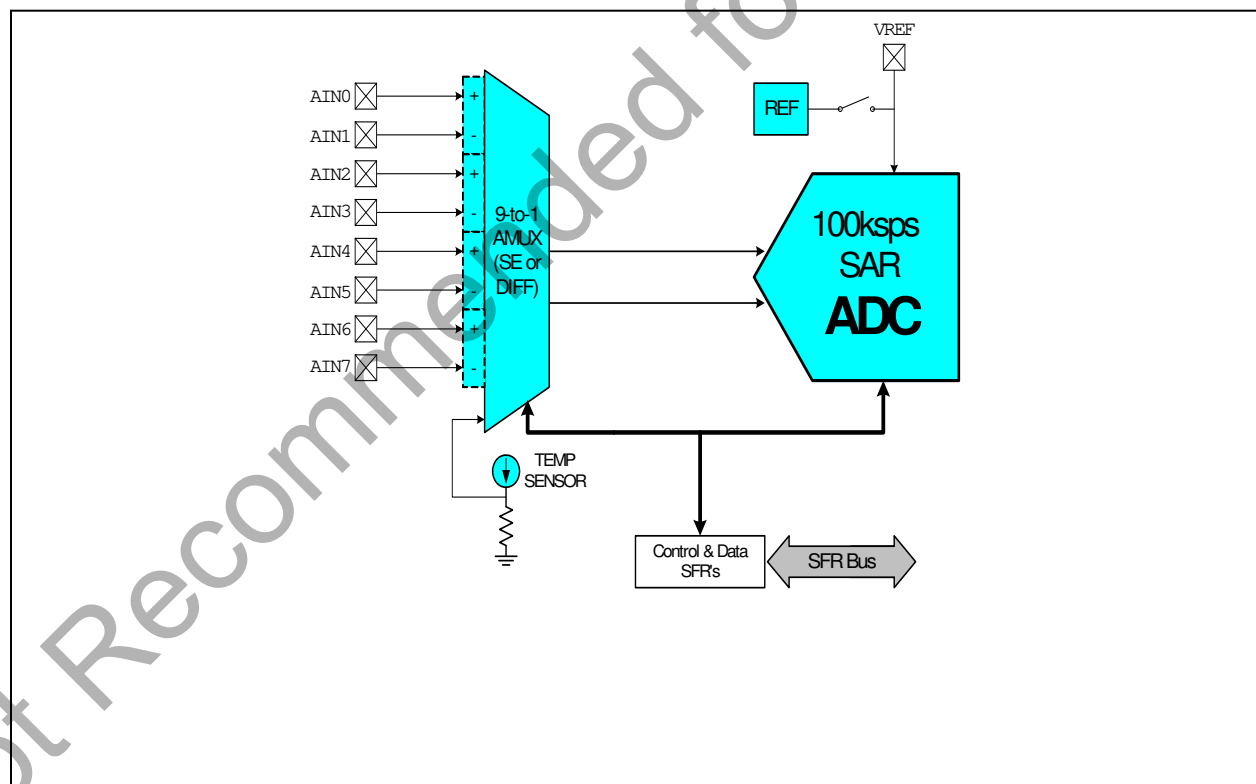 VREF
AIN0
+
REF
AIN1
-
AIN2
+
AIN3
-
9-to-1
AMUX
(SE or
DIFF)
100ksps
SAR
ADC
AIN4
+
AIN5
-
AIN6
+
AIN7
-
TEMP
SENSOR
Control & Data
SFR's
SFR Bus
Recommended